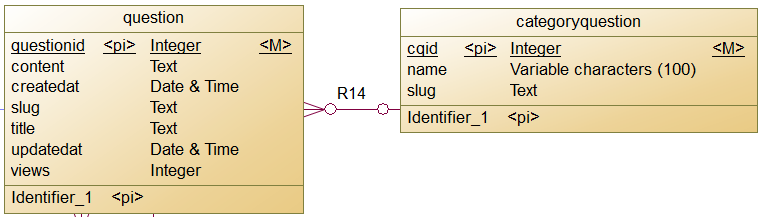 question
questionid <pi> Integer <M>
content Text
createdat Date & Time
slug Text
title Text
updatedat Date & Time
views Integer
Identifier_1 <pi>
R14
categoryquestion
cqid <pi> Integer <M>
name Variable characters (100)
slug Text
Identifier_1 <pi>